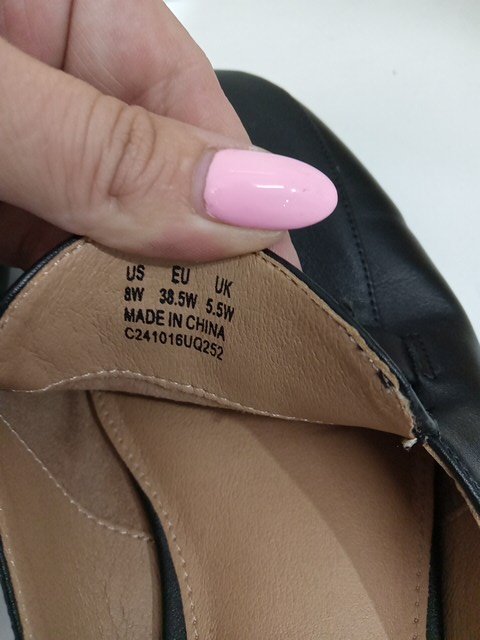 US EU UK
8W 38.5W 5.5W
MADE IN CHINA
C241016UQ252